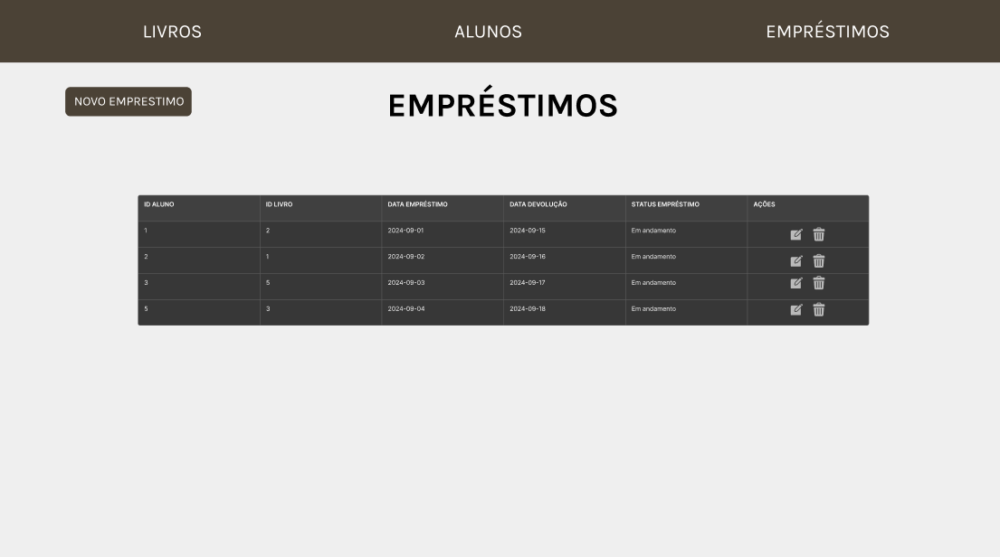 LIVROS ALUNOS EMPRÉSTIMOS
NOVO EMPRESTIMO
EMPRÉSTIMOS
ID ALUNO ID LIVRO DATA EMPRÉSTIMO DATA DEVOLUÇÃO STATUS EMPRÉSTIMO AÇÕES
1 2 2024-09-01 2024-09-15 Em andamento
2 1 2024-09-02 2024-09-16 Em andamento
3 5 2024-09-03 2024-09-17 Em andamento
5 3 2024-09-04 2024-09-18 Em andamento